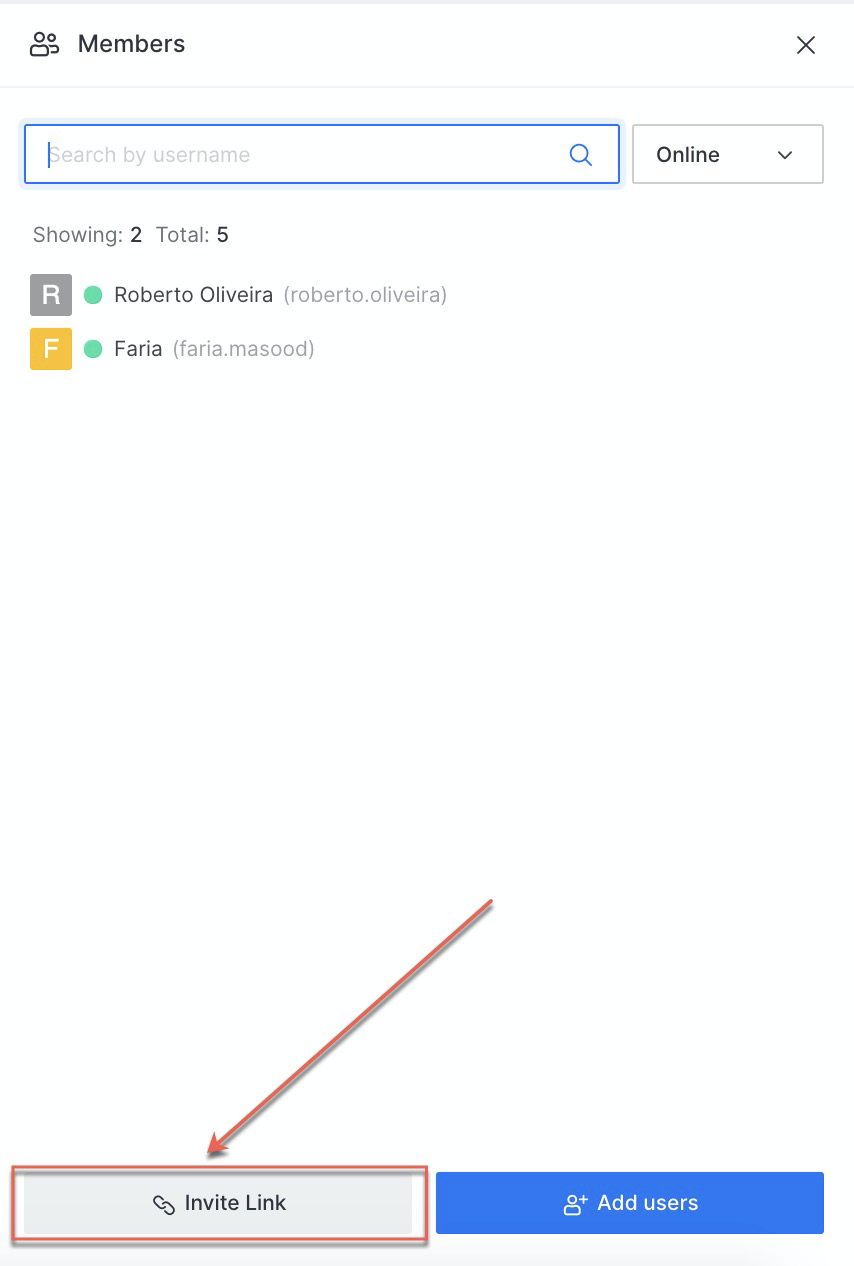 Members
Search by username
Online
Showing: 2 Total: 5
R Roberto Oliveira (roberto.oliveira)
F Faria (faria.masood)
Invite Link
Add users